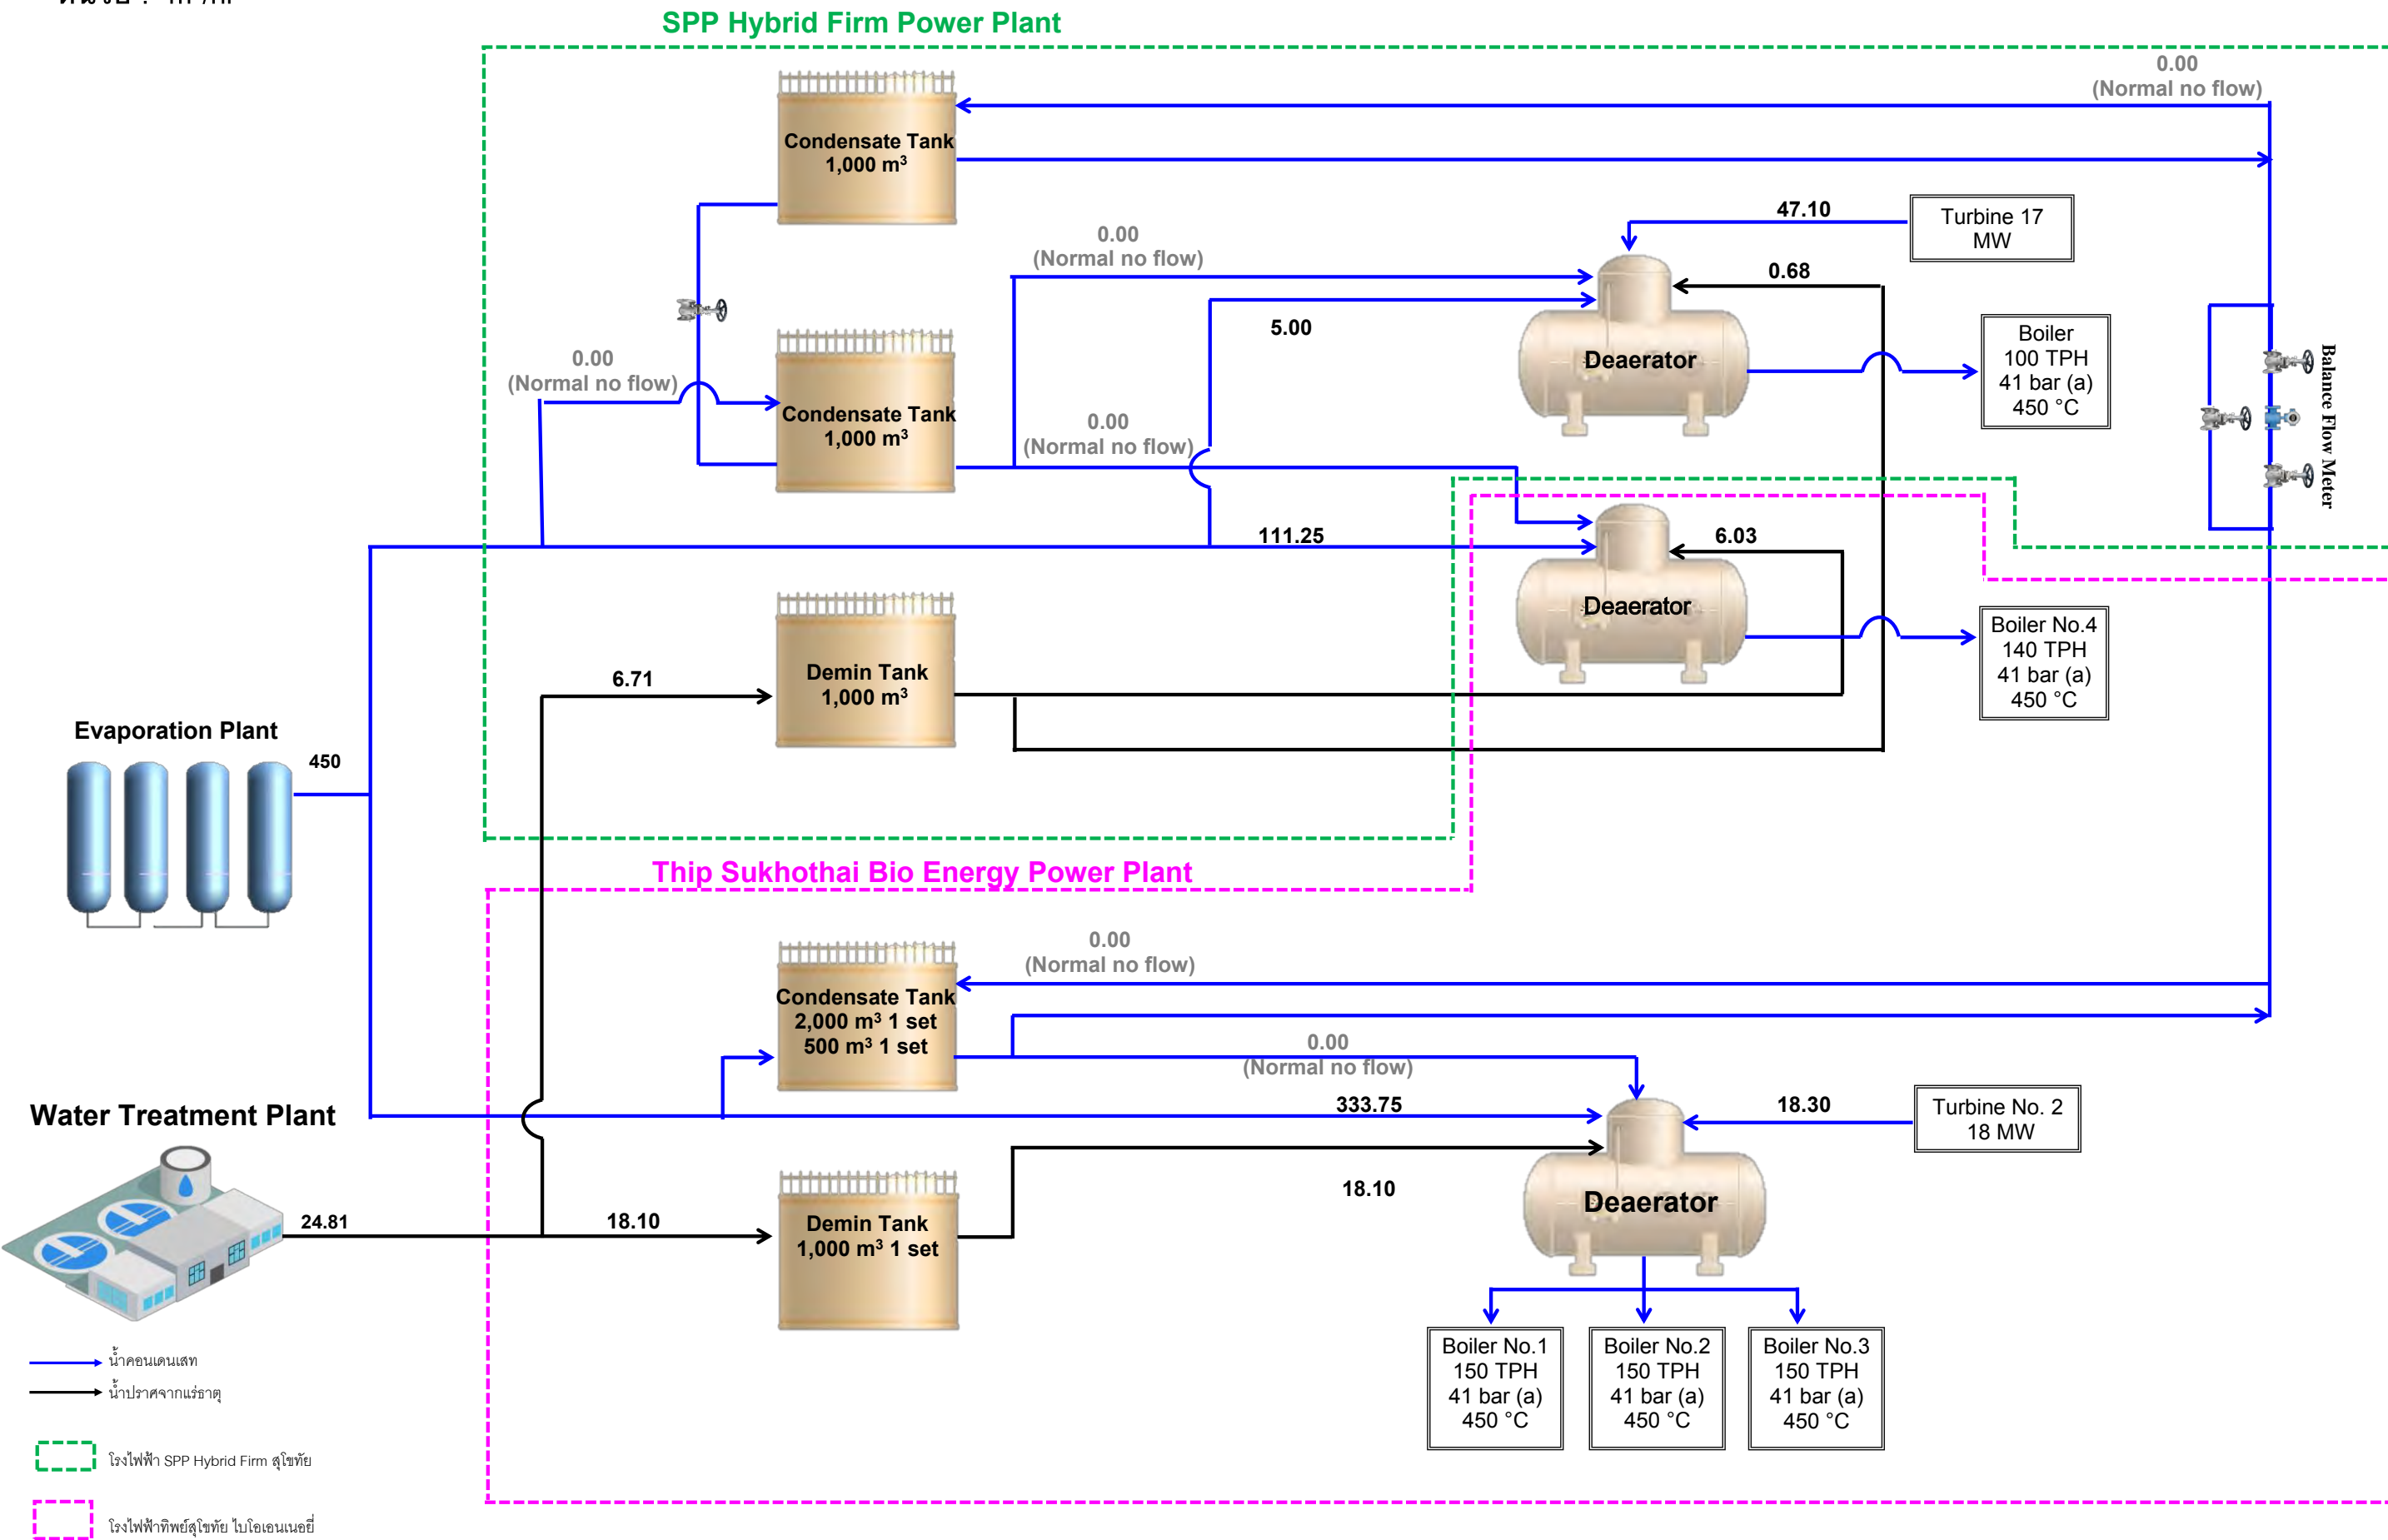 SPP Hybrid Firm Power Plant
0.00
(Normal no flow)
Condensate Tank
1,000 m³
47.10
Turbine 17
MW
0.00
(Normal no flow)
0.68
5.00
Deaerator
Boiler
100 TPH
41 bar (a)
450 °C
Balance Flow Meter
0.00
(Normal no flow)
Condensate Tank
1,000 m³
0.00
(Normal no flow)
111.25
6.03
Deaerator
Boiler No.4
140 TPH
41 bar (a)
450 °C
6.71
Demin Tank
1,000 m³
Evaporation Plant
450
Thip Sukhothai Bio Energy Power Plant
0.00
(Normal no flow)
Condensate Tank
2,000 m³ 1 set
500 m³ 1 set
0.00
(Normal no flow)
333.75
18.30
Turbine No. 2
18 MW
Water Treatment Plant
18.10
Deaerator
24.81
18.10
Demin Tank
1,000 m³ 1 set
Boiler No.1
150 TPH
41 bar (a)
450 °C
Boiler No.2
150 TPH
41 bar (a)
450 °C
Boiler No.3
150 TPH
41 bar (a)
450 °C
น้ำคอนเดนเสท
น้ำปราศจากแร่ธาตุ
โรงไฟฟ้า SPP Hybrid Firm สุโขทัย
โรงไฟฟ้าทิพย์สุโขทัย ไบโอเอนเนอยี่